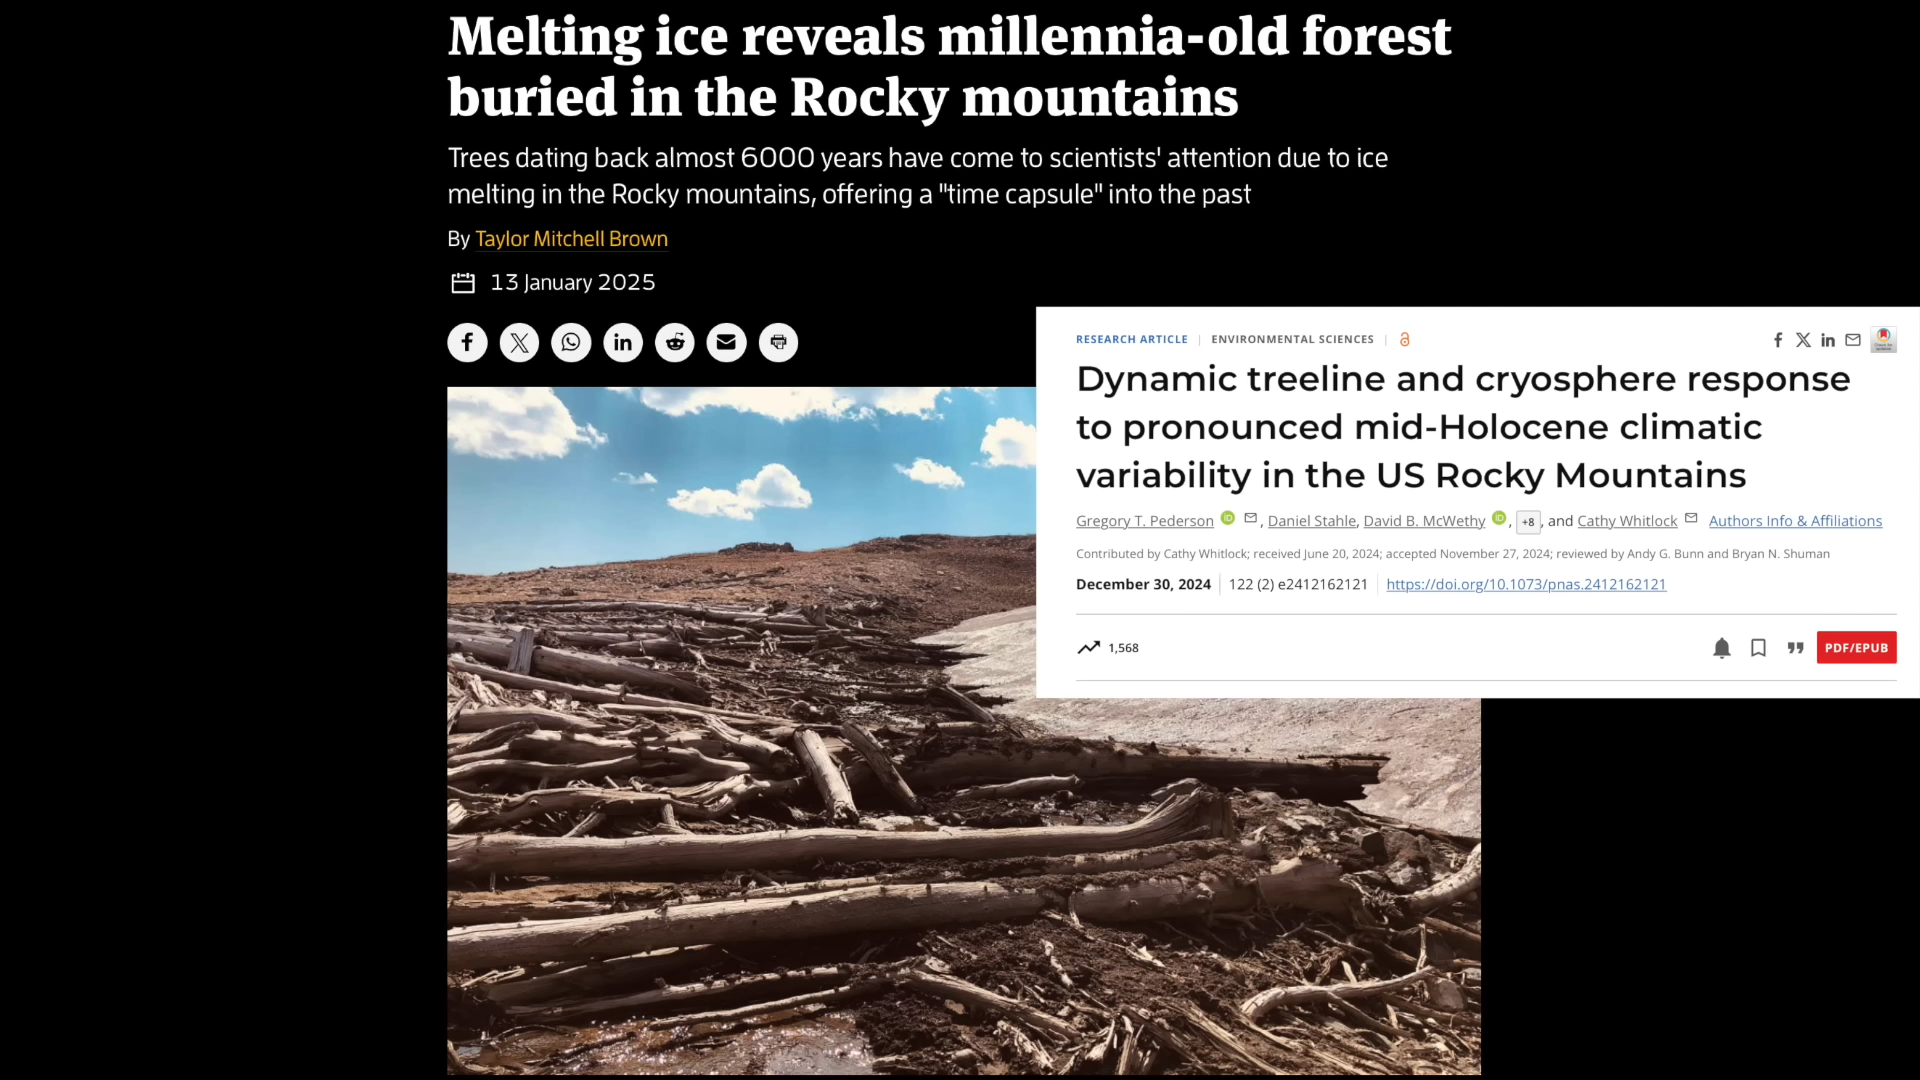 Melting ice reveals millennia-old forest
buried in the Rocky mountains
Trees dating back almost 6000 years have come to scientists' attention due to ice
melting in the Rocky mountains, offering a "time capsule" into the past
By Taylor Mitchell Brown
13 January 2025
RESEARCH ARTICLE | ENVIRONMENTAL SCIENCES |
Dynamic treeline and cryosphere response
to pronounced mid-Holocene climatic
variability in the US Rocky Mountains
Gregory T. Pederson, Daniel Stahle, David B. McWethy, +8, and Cathy Whitlock Authors Info & Affiliations
Contributed by Cathy Whitlock; received June 20, 2024; accepted November 27, 2024; reviewed by Andy G. Bunn and Bryan N. Shuman
December 30, 2024 | 122 (2) e2412162121 | https://doi.org/10.1073/pnas.2412162121
1,568
PDF/EPUB